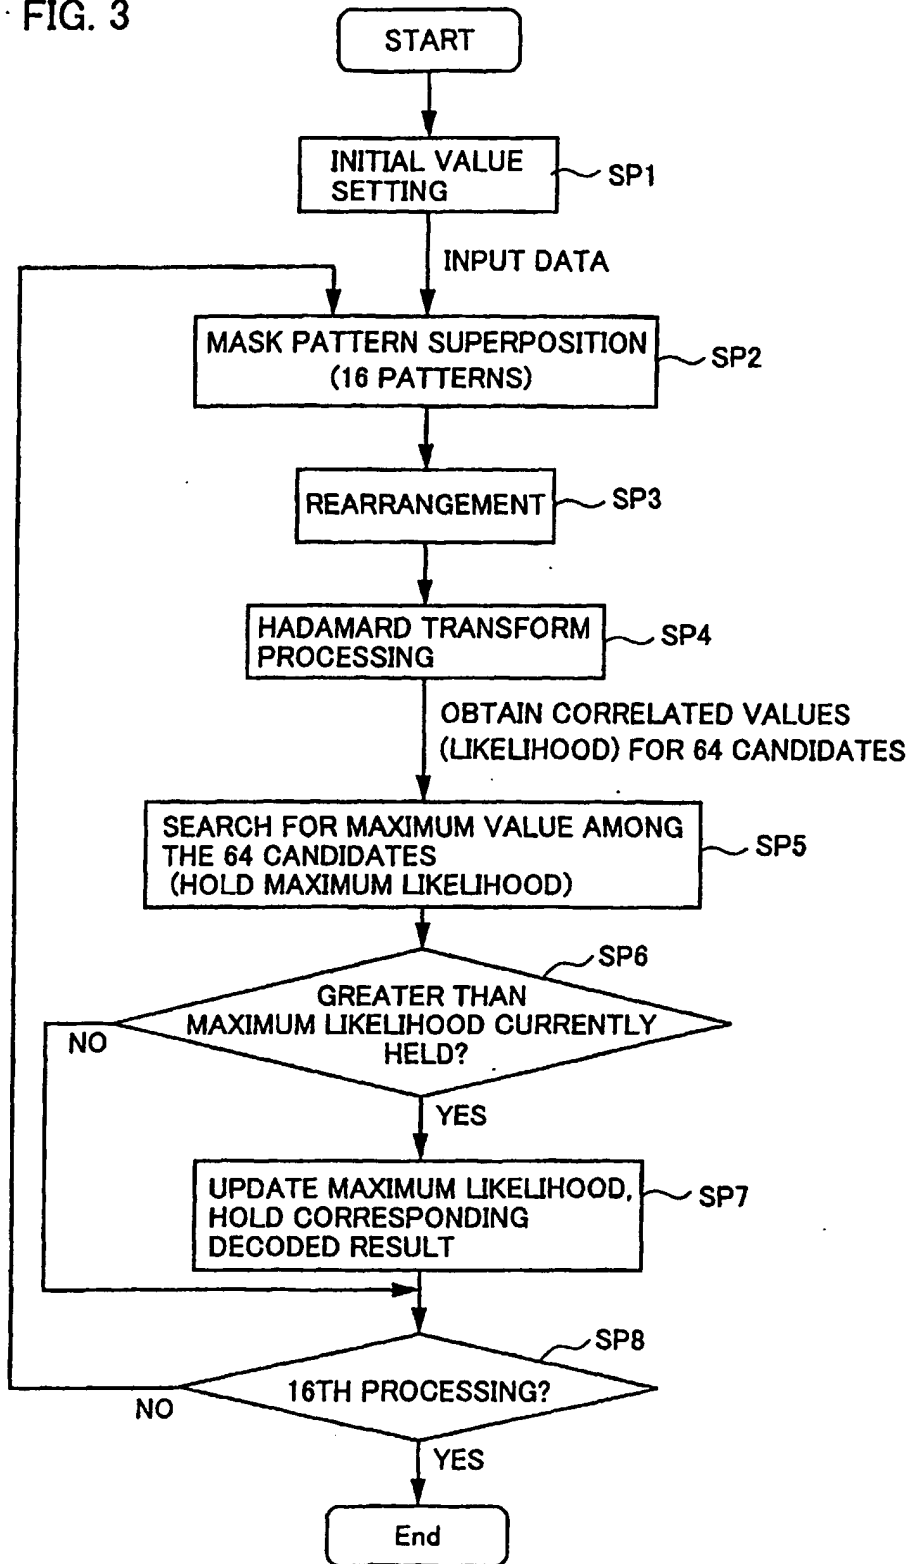 FIG. 3
START
INITIAL VALUE
SETTING
SP1
INPUT DATA
MASK PATTERN SUPERPOSITION
(16 PATTERNS)
SP2
REARRANGEMENT
SP3
HADAMARD TRANSFORM
PROCESSING
SP4
OBTAIN CORRELATED VALUES
(LIKELIHOOD) FOR 64 CANDIDATES
SEARCH FOR MAXIMUM VALUE AMONG
THE 64 CANDIDATES
(HOLD MAXIMUM LIKELIHOOD)
SP5
SP6
GREATER THAN
MAXIMUM LIKELIHOOD CURRENTLY
HELD?
NO
YES
UPDATE MAXIMUM LIKELIHOOD,
HOLD CORRESPONDING
DECODED RESULT
SP7
SP8
16TH PROCESSING?
NO
YES
End